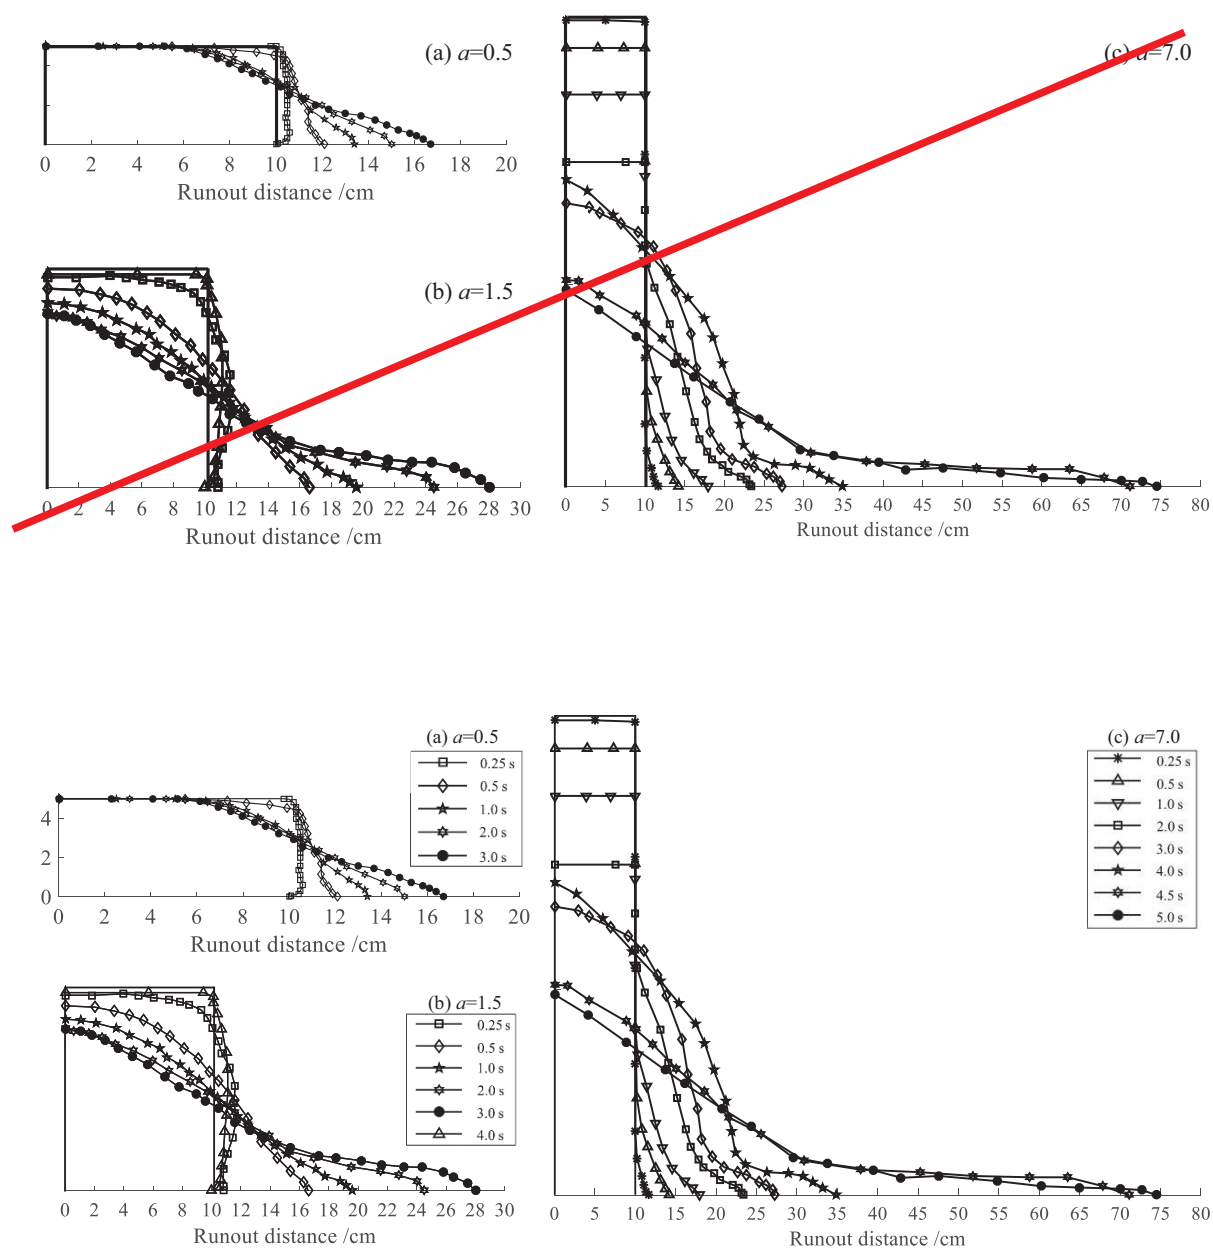 (a) a=0.5
0 2 4 6 8 10 12 14 16 18 20
Runout distance /cm
(b) a=1.5
0 2 4 6 8 10 12 14 16 18 20 22 24 26 28 30
Runout distance /cm
(c) a=7.0
0 5 10 15 20 25 30 35 40 45 50 55 60 65 70 75 80
Runout distance /cm
(a) a=0.5
0.25 s
0.5 s
1.0 s
2.0 s
3.0 s
4
2
0
0 2 4 6 8 10 12 14 16 18 20
Runout distance /cm
(b) a=1.5
0.25 s
0.5 s
1.0 s
2.0 s
3.0 s
4.0 s
0 2 4 6 8 10 12 14 16 18 20 22 24 26 28 30
Runout distance /cm
(c) a=7.0
0.25 s
0.5 s
1.0 s
2.0 s
3.0 s
4.0 s
4.5 s
5.0 s
0 5 10 15 20 25 30 35 40 45 50 55 60 65 70 75 80
Runout distance /cm